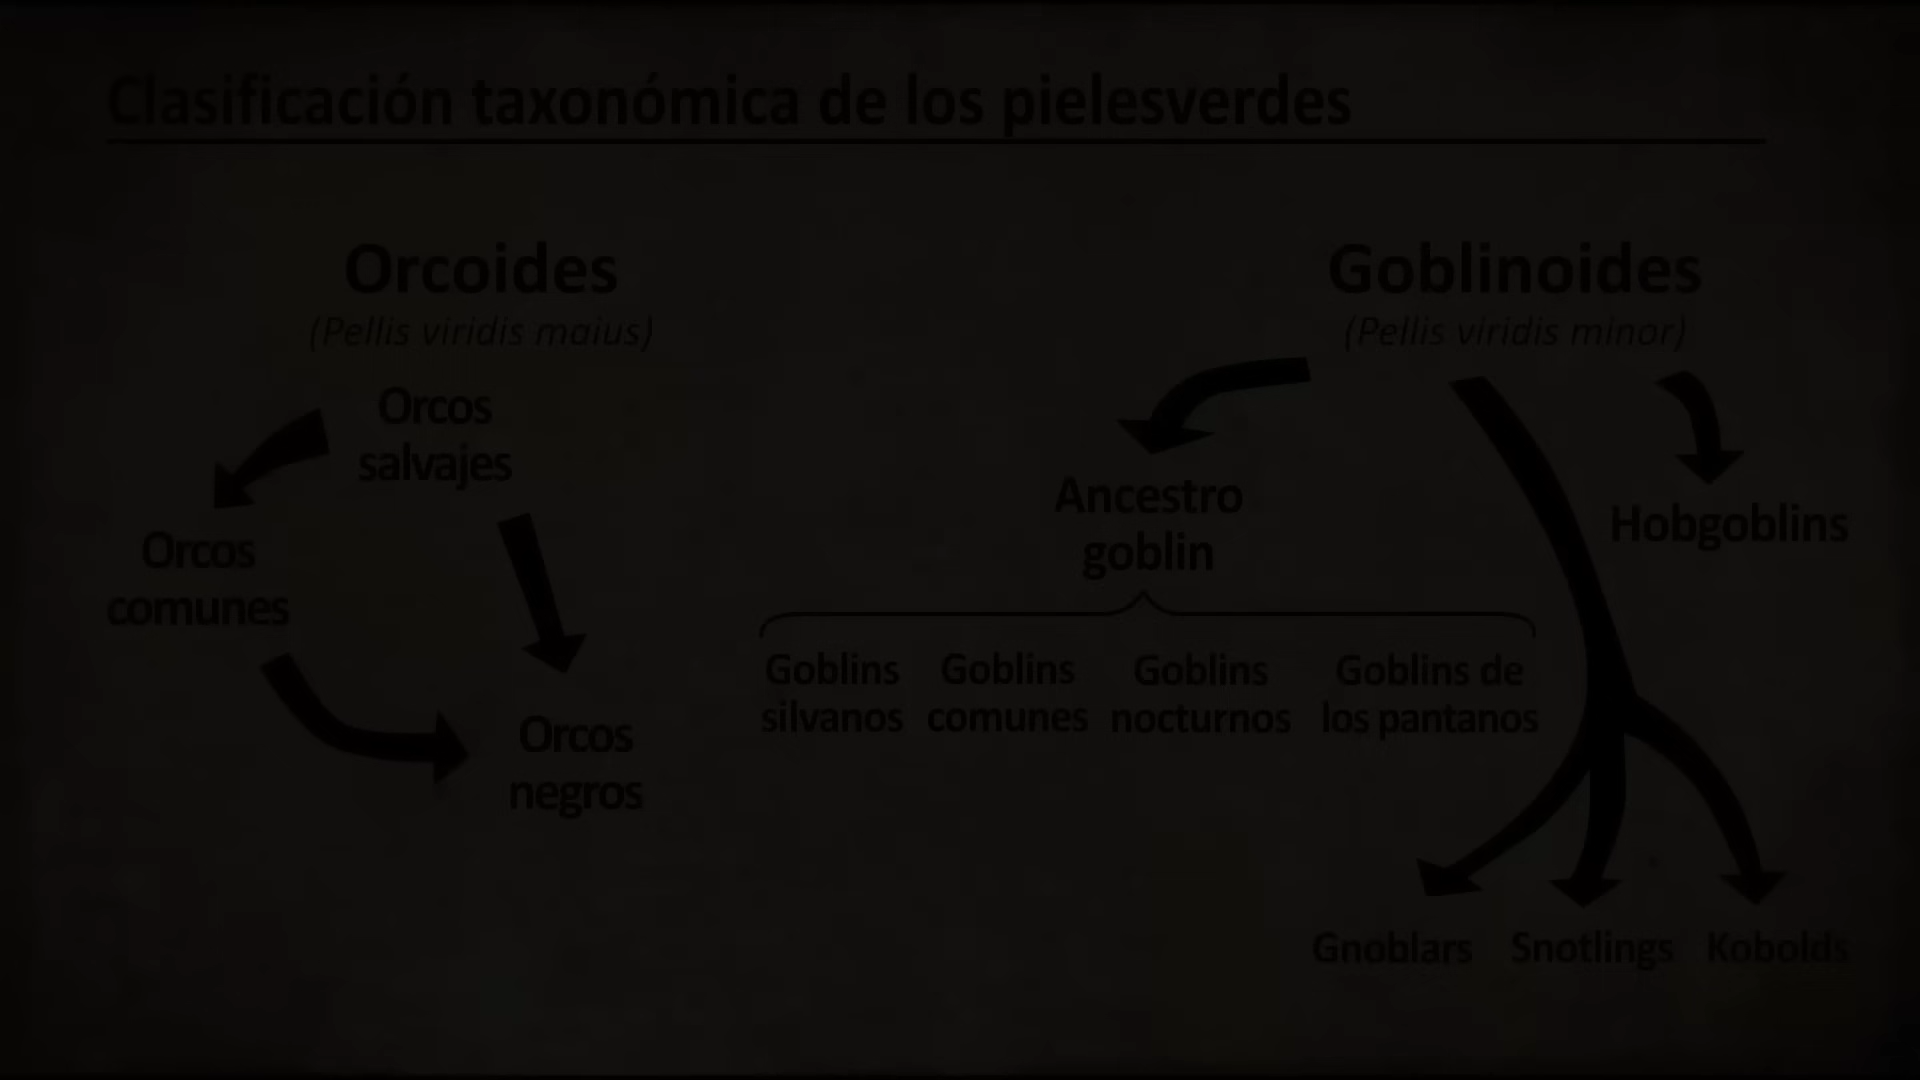 Clasificación taxonómica de los pielesverdes
Orcoides
(Pellis viridis maius)
Orcos
salvajes
Orcos
comunes
Orcos
negros
Goblinoides
(Pellis viridis minor)
Ancestro
goblin
Hobgoblins
Goblins
silvanos
Goblins
comunes
Goblins
nocturnos
Goblins de
los pantanos
Gnoblars
Snotlings
Kobolds